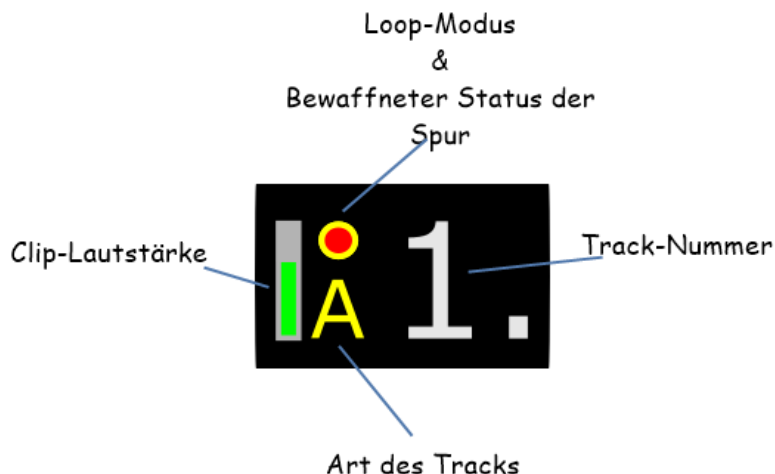 Loop-Modus
&
Bewaffneter Status der
Spur
Clip-Lautstärke
A
1.
Track-Nummer
Art des Tracks